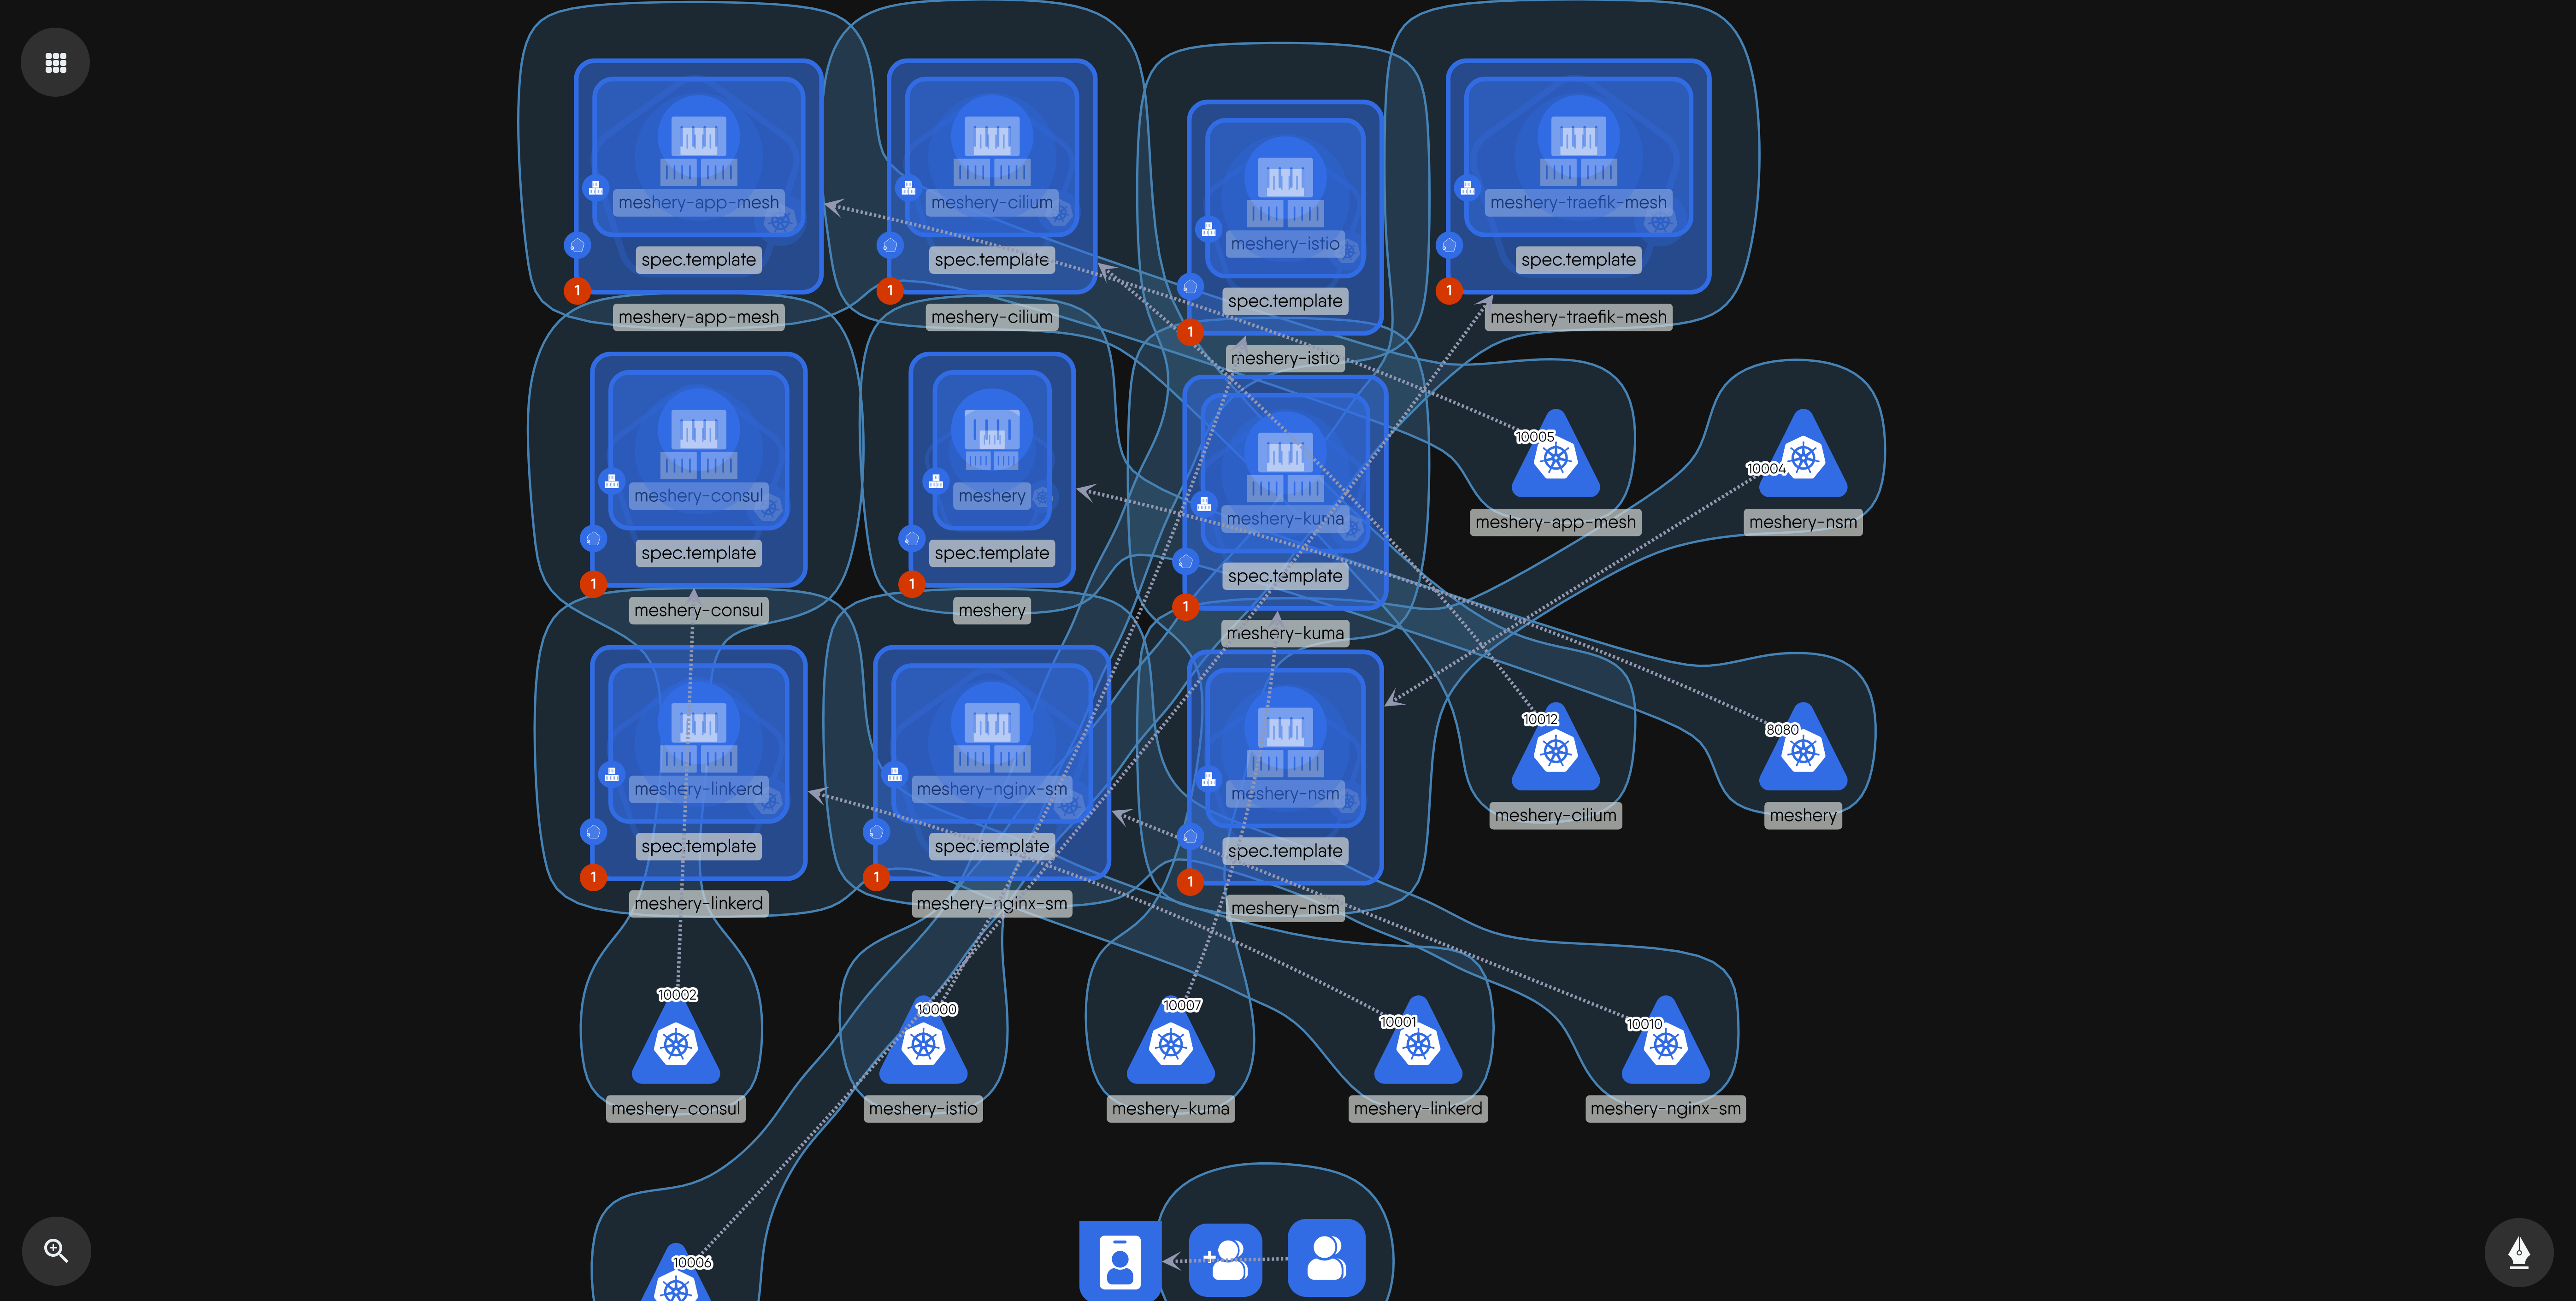 meshery-app-mesh
spec.template
1
meshery-app-mesh
meshery-cilium
spec.template
1
meshery-cilium
meshery-istio
spec.template
1
meshery-istio
meshery-traefik-mesh
spec.template
1
meshery-traefik-mesh
meshery-consul
spec.template
1
meshery-consul
meshery
spec.template
1
meshery
meshery-kuma
spec.template
1
meshery-kuma
10005
meshery-app-mesh
10004
meshery-nsm
meshery-linkerd
spec.template
1
meshery-linkerd
meshery-nginx-sm
spec.template
1
meshery-nginx-sm
meshery-nsm
spec.template
1
meshery-nsm
10012
meshery-cilium
8080
meshery
10002
meshery-consul
10000
meshery-istio
10007
meshery-kuma
10001
meshery-linkerd
10010
meshery-nginx-sm
10006